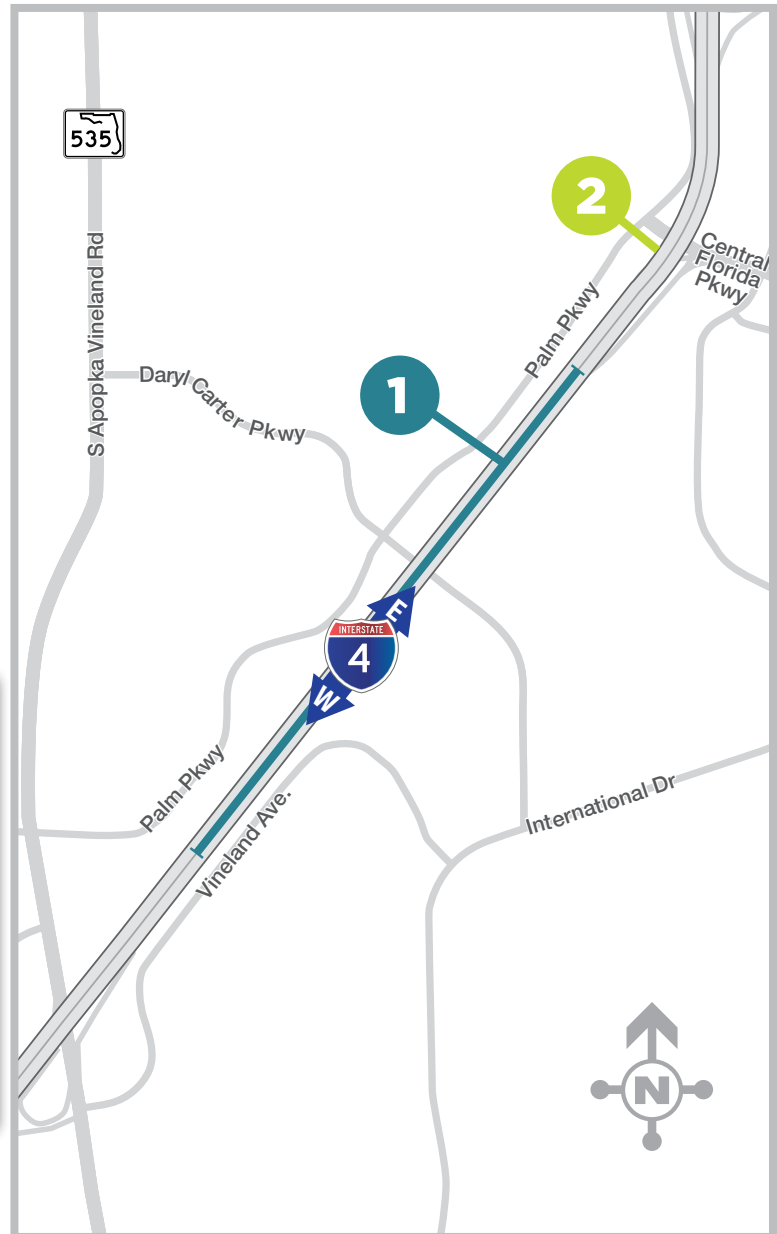 535
2
Central
Florida
Pkwy
S Apopka Vineland Rd
Palm Pkwy
Daryl Carter Pkwy
1
E
INTERSTATE
4
W
Palm Pkwy
Vineland Ave.
International Dr
N